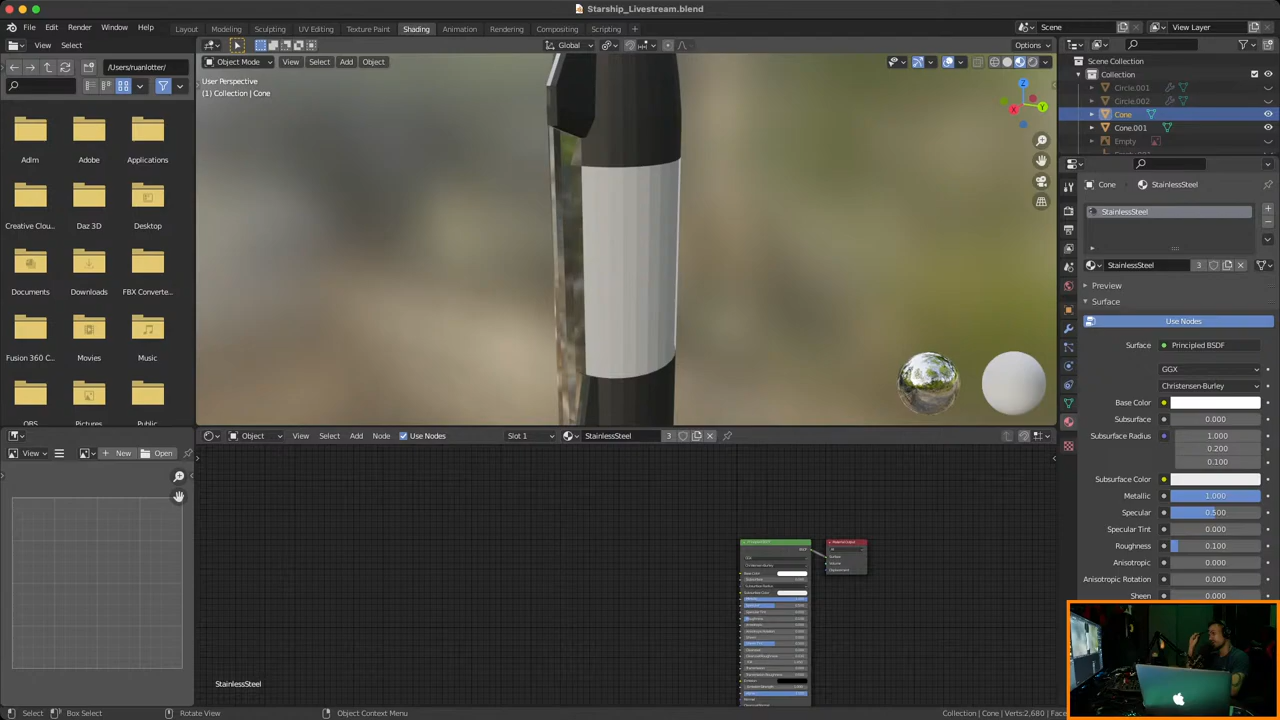 Starship_Livestream.blend
File Edit Render Window Help
Layout Modeling Sculpting UV Editing Texture Paint Shading Animation Rendering Compositing Scripting
Scene View Layer
View Select
Global
Options
/Users/ruanlotter/
Object Mode View Select Add Object
User Perspective
(1) Collection | Cone
Adlm Adobe Applications
Creative Clou... Daz 3D Desktop
Documents Downloads FBX Converte...
Fusion 360 C... Movies Music
OBS Pictures Public
X
Y
Z
Scene Collection
Collection
Circle.001
Circle.002
Cone
Cone.001
Empty
Cone StainlessSteel
StainlessSteel
StainlessSteel 3
Preview
Surface
Use Nodes
Surface Principled BSDF
GGX
Christensen-Burley
Base Color
Subsurface 0.000
Subsurface Radius 1.000
0.200
0.100
Subsurface Color
Metallic 1.000
Specular 0.500
Specular Tint 0.000
Roughness 0.100
Anisotropic 0.000
Anisotropic Rotation 0.000
Sheen 0.000
View New Open
Object View Select Add Node Use Nodes Slot 1 StainlessSteel 3
StainlessSteel
Select Box Select Rotate View Object Context Menu
Collection | Cone | Verts:2,680 | Face